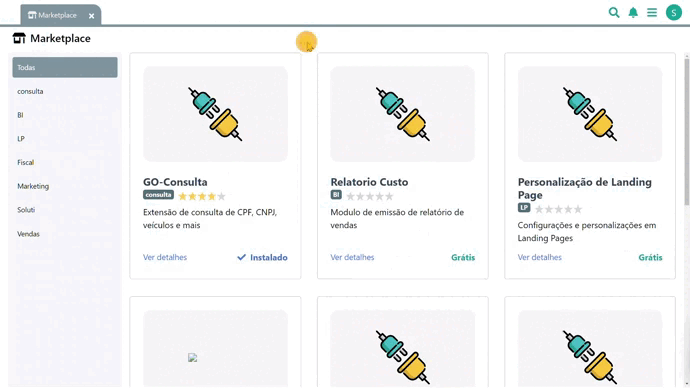 Marketplace
S
Marketplace
Todas
consulta
BI
LP
Fiscal
Marketing
Soluti
Vendas
GO-Consulta
consulta
Extensão de consulta de CPF, CNPJ,
veículos e mais
Ver detalhes
Instalado
Relatorio Custo
BI
Modulo de emissão de relatório de
vendas
Ver detalhes
Grátis
Personalização de Landing
Page
LP
Configurações e personalizações em
Landing Pages
Ver detalhes
Grátis